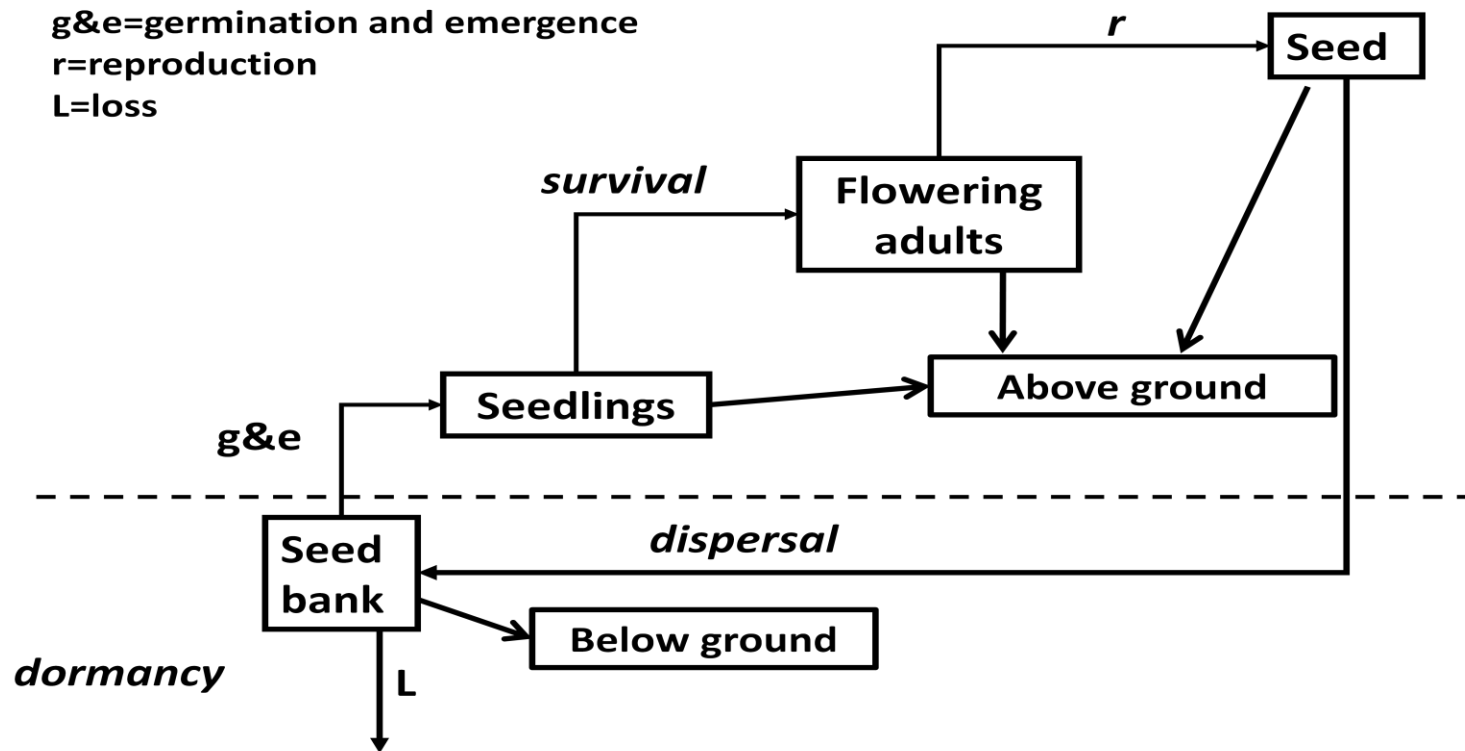 g&e=germination and emergence
r=reproduction
L=loss
r
Seed
survival
Flowering
adults
Above ground
Seedlings
g&e
Seed
bank
dispersal
Below ground
dormancy
L